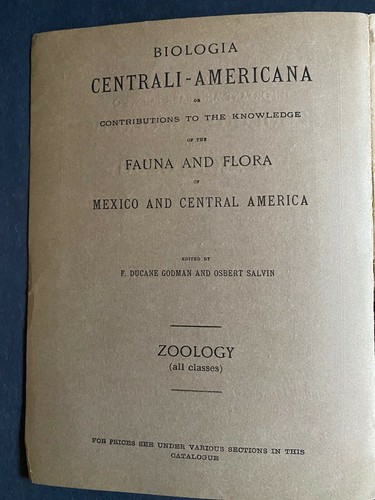 BIOLOGIA
CENTRALI-AMERICANA
OR
CONTRIBUTIONS TO THE KNOWLEDGE
OF THE
FAUNA AND FLORA
OF
MEXICO AND CENTRAL AMERICA
EDITED BY
F. DUCANE GODMAN AND OSBERT SALVIN
ZOOLOGY
(all classes)
FOR PRICES SEE UNDER VARIOUS SECTIONS IN THIS
CATALOGUE